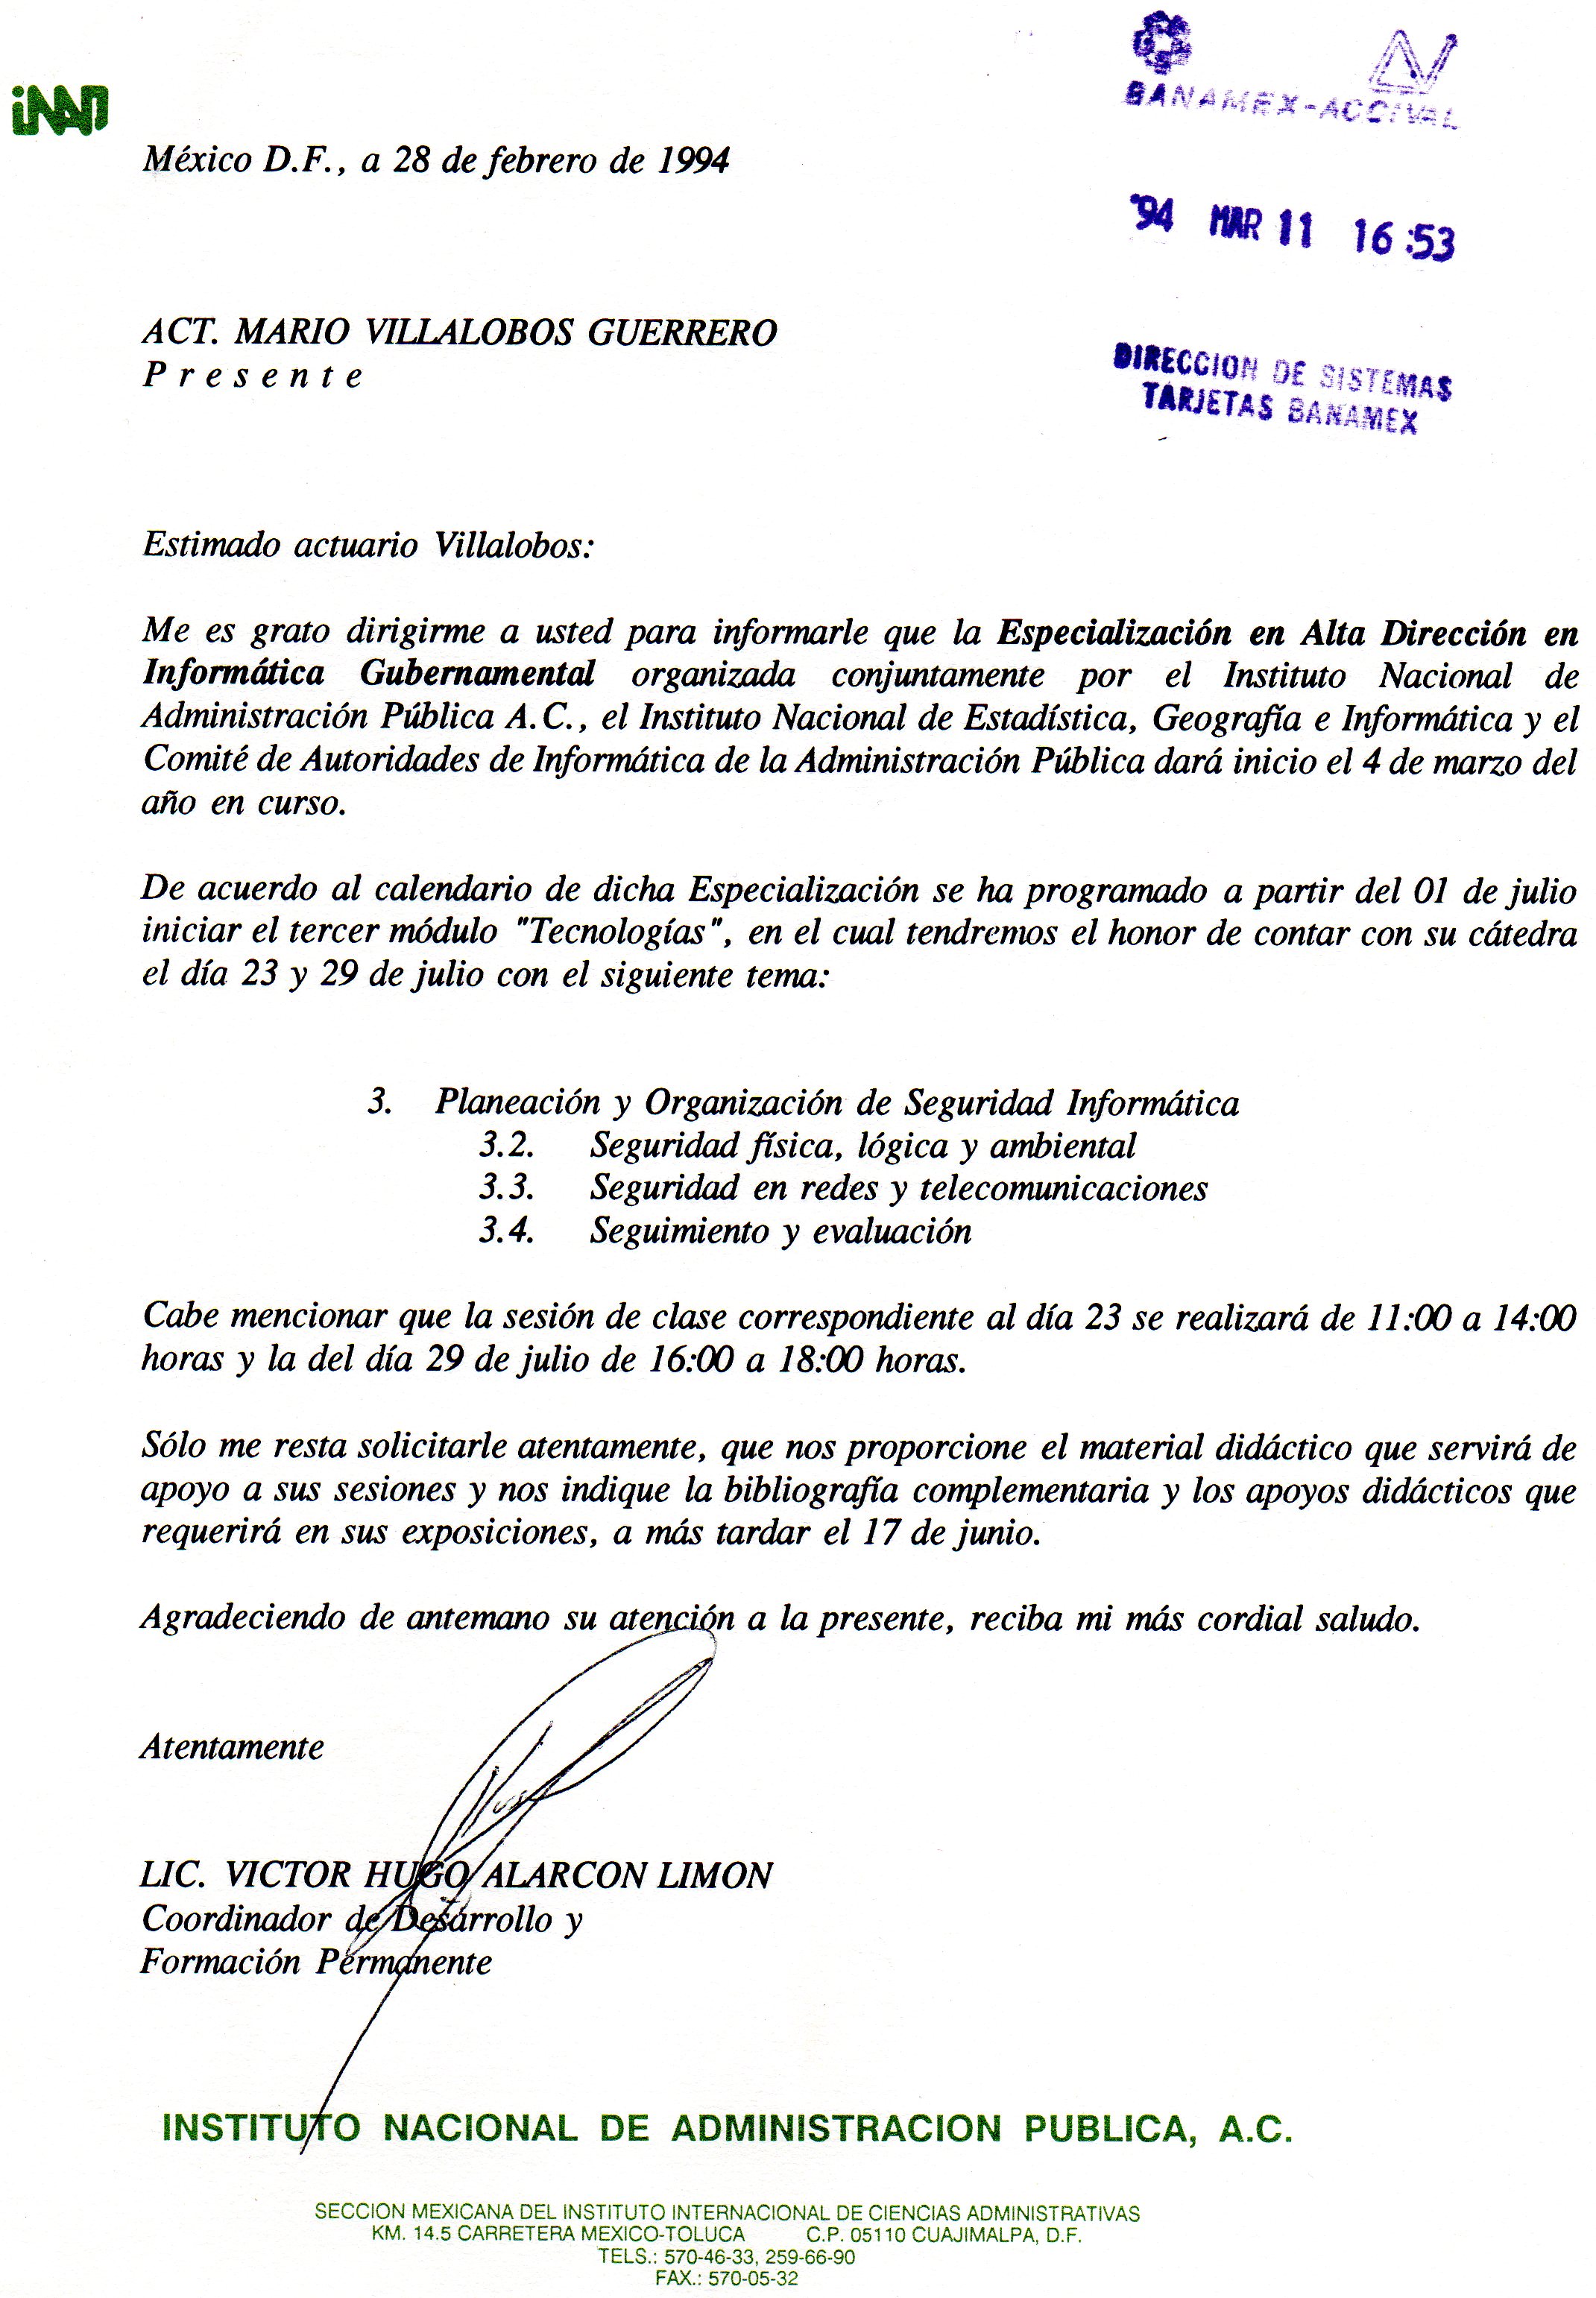 inap
BANAMEX-ACCIVAL
México D.F., a 28 de febrero de 1994
'94 MAR 11 16:53
ACT. MARIO VILLALOBOS GUERRERO
P r e s e n t e
DIRECCION DE SISTEMAS
TARJETAS BANAMEX
Estimado actuario Villalobos:
Me es grato dirigirme a usted para informarle que la Especialización en Alta Dirección en
Informática Gubernamental organizada conjuntamente por el Instituto Nacional de
Administración Pública A.C., el Instituto Nacional de Estadística, Geografía e Informática y el
Comité de Autoridades de Informática de la Administración Pública dará inicio el 4 de marzo del
año en curso.
De acuerdo al calendario de dicha Especialización se ha programado a partir del 01 de julio
iniciar el tercer módulo "Tecnologías", en el cual tendremos el honor de contar con su cátedra
el día 23 y 29 de julio con el siguiente tema:
3. Planeación y Organización de Seguridad Informática
3.2. Seguridad física, lógica y ambiental
3.3. Seguridad en redes y telecomunicaciones
3.4. Seguimiento y evaluación
Cabe mencionar que la sesión de clase correspondiente al día 23 se realizará de 11:00 a 14:00
horas y la del día 29 de julio de 16:00 a 18:00 horas.
Sólo me resta solicitarle atentamente, que nos proporcione el material didáctico que servirá de
apoyo a sus sesiones y nos indique la bibliografía complementaria y los apoyos didácticos que
requerirá en sus exposiciones, a más tardar el 17 de junio.
Agradeciendo de antemano su atención a la presente, reciba mi más cordial saludo.
Atentamente
LIC. VICTOR HUGO ALARCON LIMON
Coordinador de Desarrollo y
Formación Permanente
INSTITUTO NACIONAL DE ADMINISTRACION PUBLICA, A.C.
SECCION MEXICANA DEL INSTITUTO INTERNACIONAL DE CIENCIAS ADMINISTRATIVAS
KM. 14.5 CARRETERA MEXICO-TOLUCA C.P. 05110 CUAJIMALPA, D.F.
TELS.: 570-46-33, 259-66-90
FAX.: 570-05-32